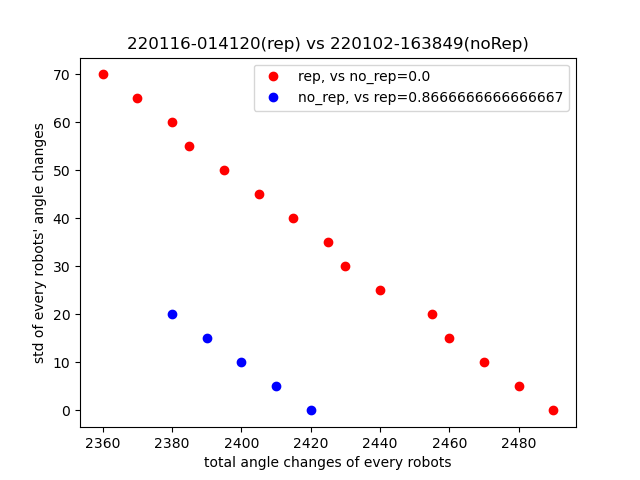 220116-014120(rep) vs 220102-163849(noRep)
rep, vs no_rep=0.0
no_rep, vs rep=0.8666666666666667
std of every robots' angle changes
70
60
50
40
30
20
10
0
2360 2380 2400 2420 2440 2460 2480
total angle changes of every robots